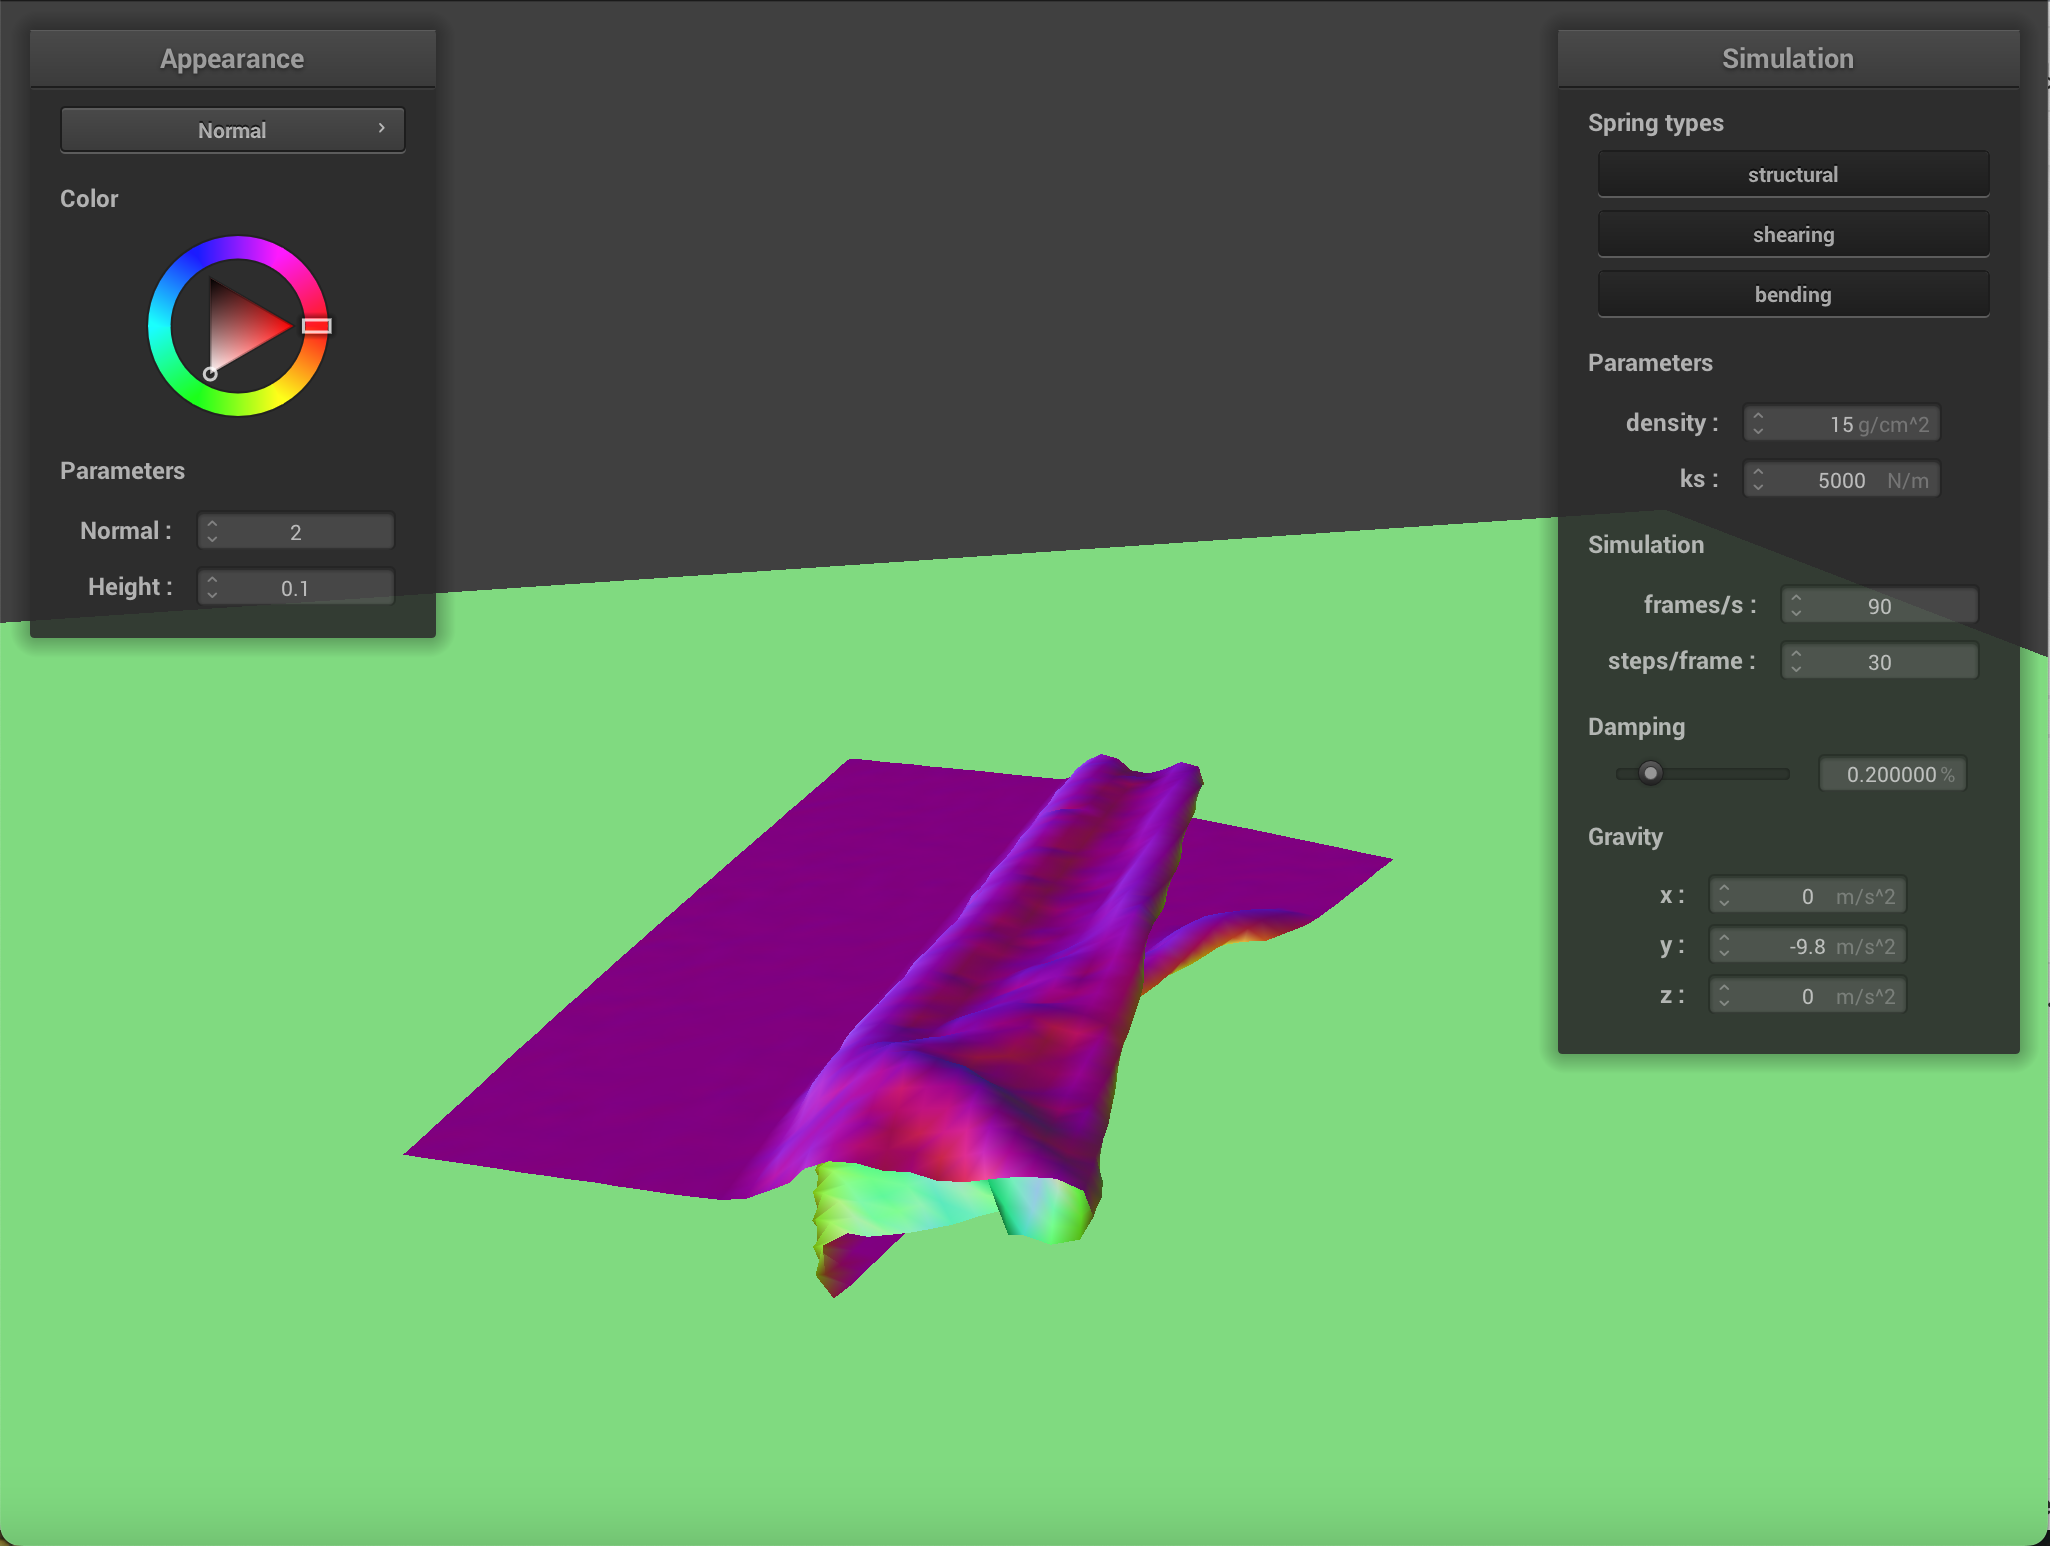 Appearance
Normal
Color
Parameters
Normal : 2
Height : 0.1
Simulation
Spring types
structural
shearing
bending
Parameters
density : 15 g/cm^2
ks : 5000 N/m
Simulation
frames/s : 90
steps/frame : 30
Damping
0.200000 %
Gravity
x : 0 m/s^2
y : -9.8 m/s^2
z : 0 m/s^2